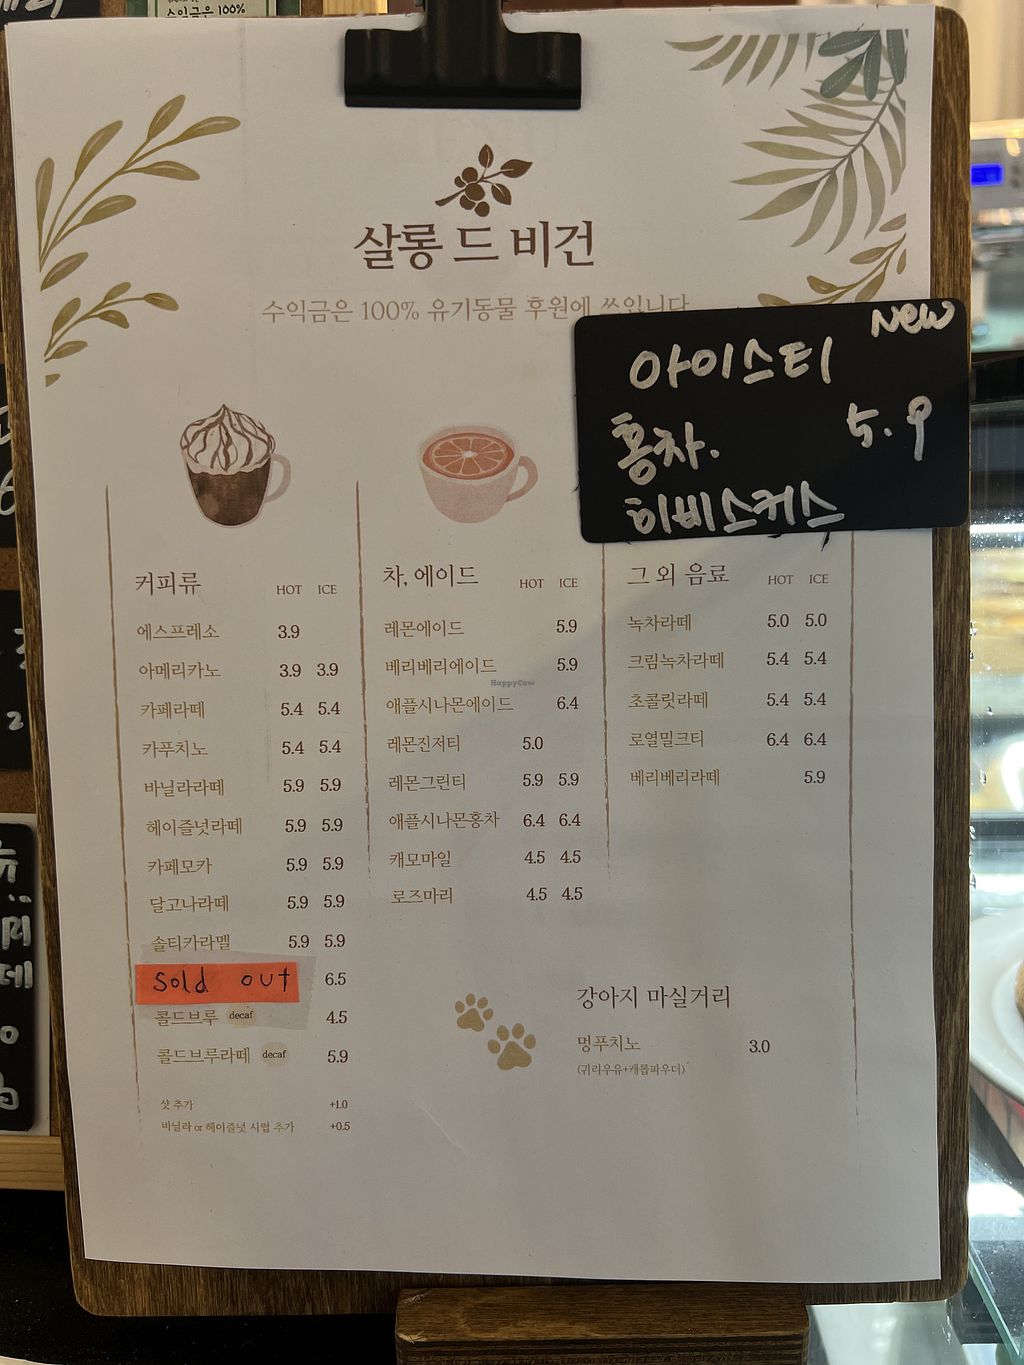 수익금은 100%
살롱 드 비건
수익금은 100% 유기동물 후원에 쓰입니다
New
아이스티
홍차. 5.9
히비스커스
커피류 HOT ICE
에스프레소 3.9
아메리카노 3.9 3.9
카페라떼 5.4 5.4
카푸치노 5.4 5.4
바닐라라떼 5.9 5.9
헤이즐넛라떼 5.9 5.9
카페모카 5.9 5.9
달고나라떼 5.9 5.9
솔티카라멜 5.9 5.9
Sold out 6.5
콜드브루 decaf 4.5
콜드브루라떼 decaf 5.9
샷 추가 +1.0
바닐라 or 헤이즐넛 시럽 추가 +0.5
차, 에이드 HOT ICE
레몬에이드 5.9
베리베리에이드 5.9
HappyCow
애플시나몬에이드 6.4
레몬진저티 5.0
레몬그린티 5.9 5.9
애플시나몬홍차 6.4 6.4
캐모마일 4.5 4.5
로즈마리 4.5 4.5
그 외 음료 HOT ICE
녹차라떼 5.0 5.0
크림녹차라떼 5.4 5.4
초콜릿라떼 5.4 5.4
로열밀크티 6.4 6.4
베리베리라떼 5.9
강아지 마실거리
멍푸치노 3.0
(귀리우유+캐롭파우더)